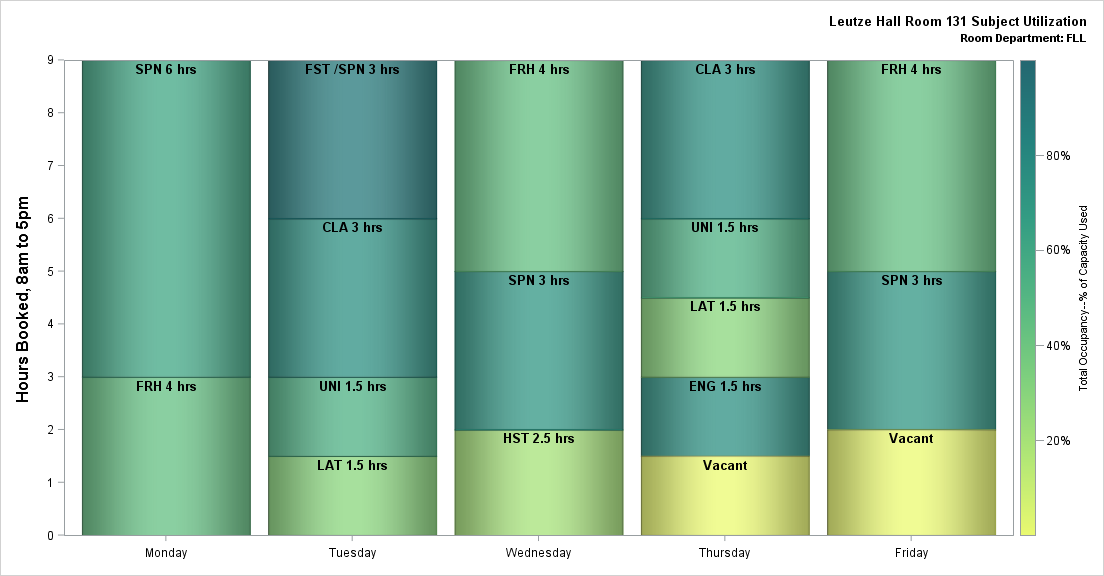 Leutze Hall Room 131 Subject Utilization
Room Department: FLL
Hours Booked, 8am to 5pm
9
8
7
6
5
4
3
2
1
0
SPN 6 hrs
FRH 4 hrs
Monday
FST /SPN 3 hrs
CLA 3 hrs
UNI 1.5 hrs
LAT 1.5 hrs
Tuesday
FRH 4 hrs
SPN 3 hrs
HST 2.5 hrs
Wednesday
CLA 3 hrs
UNI 1.5 hrs
LAT 1.5 hrs
ENG 1.5 hrs
Vacant
Thursday
FRH 4 hrs
SPN 3 hrs
Vacant
Friday
80%
60%
40%
20%
Total Occupancy--% of Capacity Used